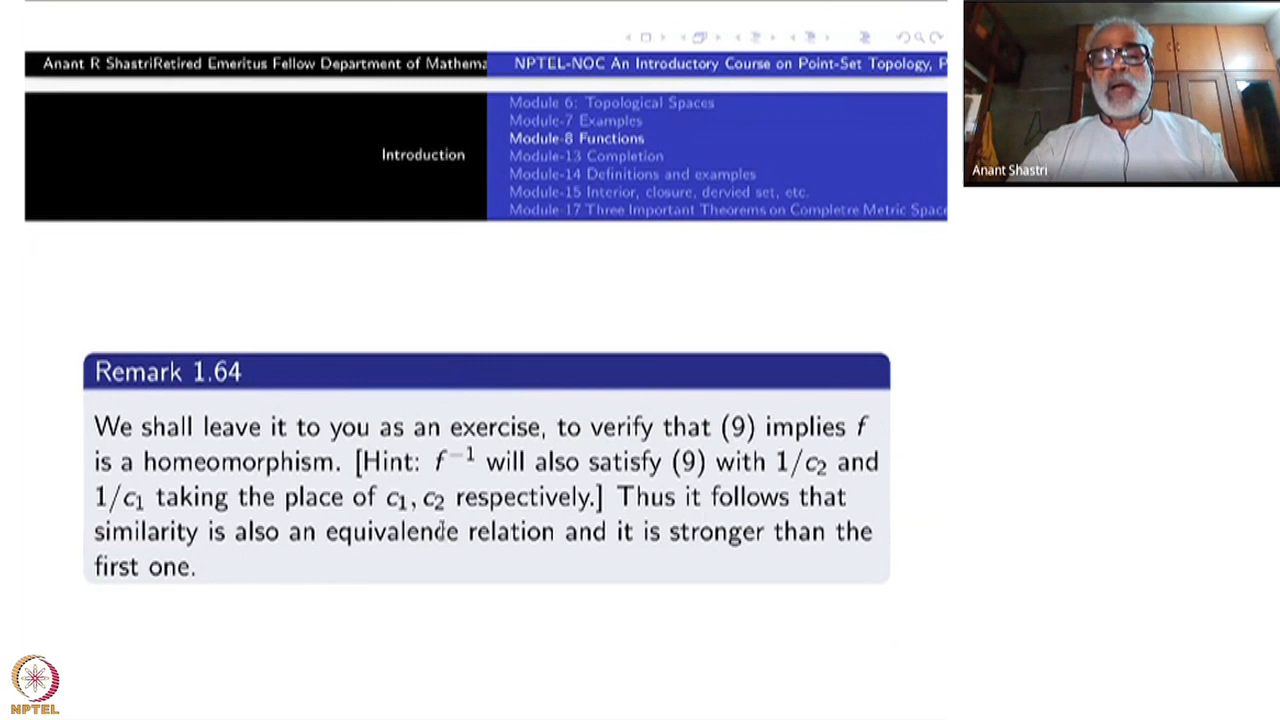 Anant R ShastriRetired Emeritus Fellow Department of Mathema
NPTEL-NOC An Introductory Course on Point-Set Topology, P
Introduction
Module 6: Topological Spaces
Module-7 Examples
Module-8 Functions
Module-13 Completion
Module-14 Definitions and examples
Module-15 Interior, closure, dervied set, etc.
Module-17 Three Important Theorems on Completre Metric Space
Anant Shastri
Remark 1.64
We shall leave it to you as an exercise, to verify that (9) implies f
is a homeomorphism. [Hint: f⁻¹ will also satisfy (9) with 1/c₂ and
1/c₁ taking the place of c₁, c₂ respectively.] Thus it follows that
similarity is also an equivalende relation and it is stronger than the
first one.
NPTEL